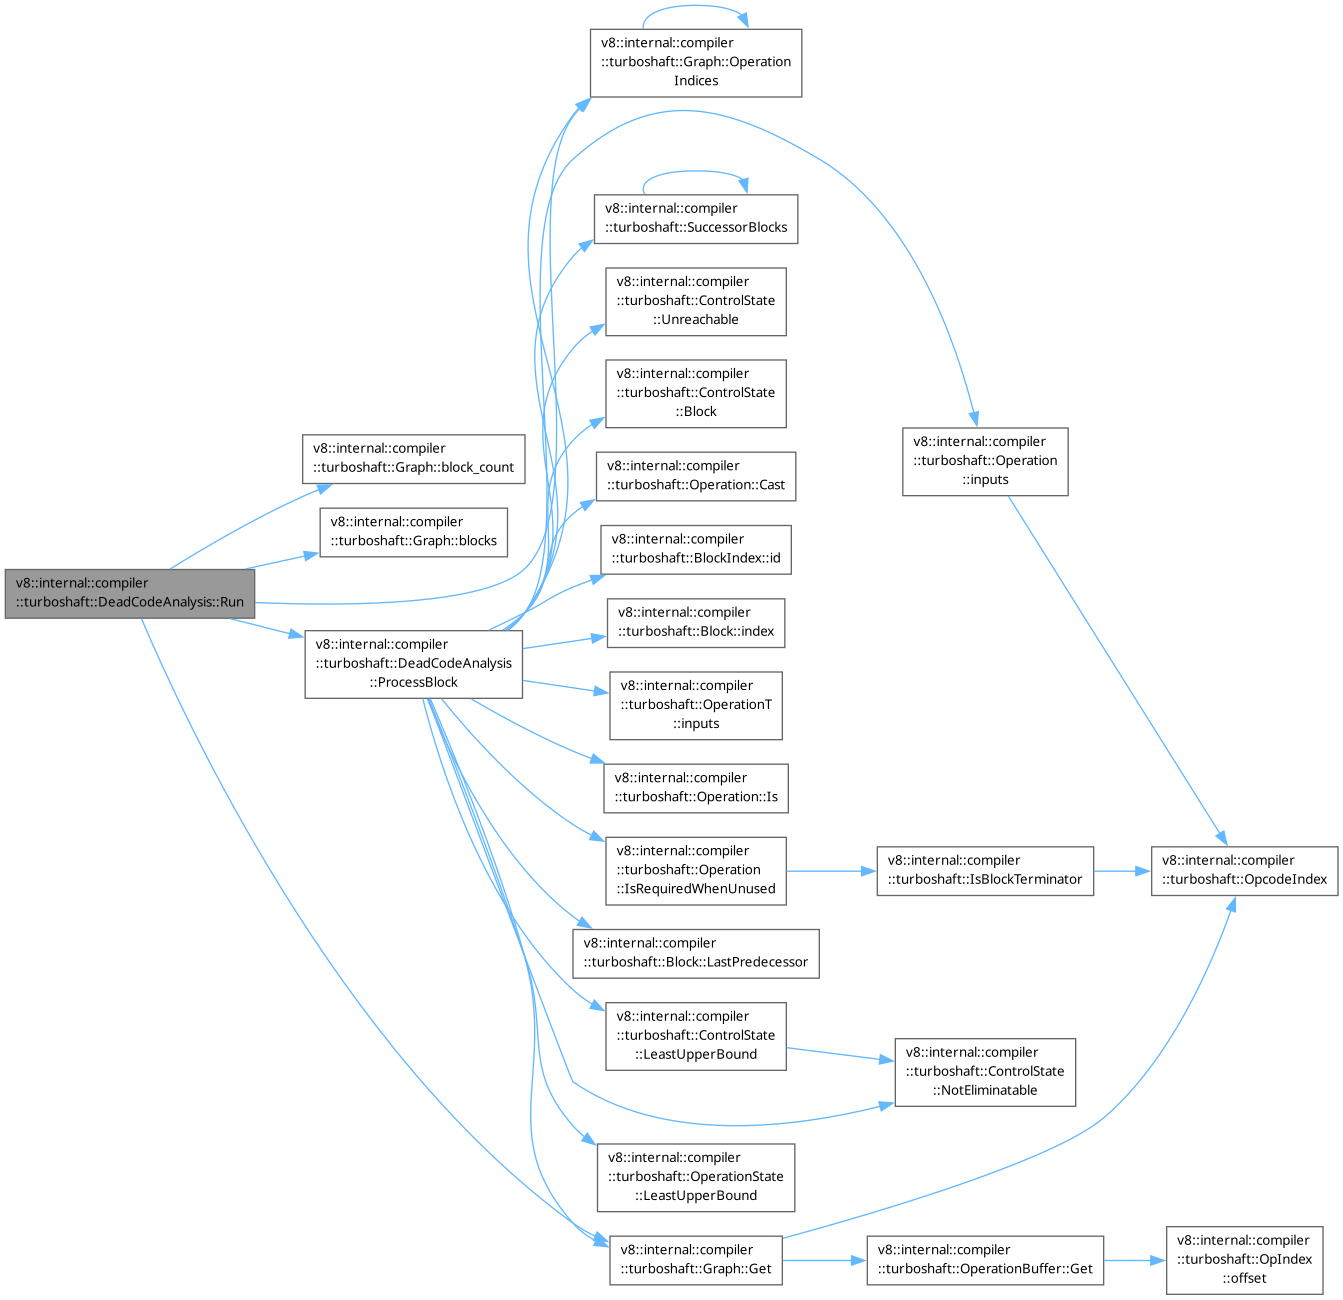 v8::internal::compiler
::turboshaft::Graph::Operation
Indices
v8::internal::compiler
::turboshaft::SuccessorBlocks
v8::internal::compiler
::turboshaft::ControlState
::Unreachable
v8::internal::compiler
::turboshaft::ControlState
::Block
v8::internal::compiler
::turboshaft::Graph::block_count
v8::internal::compiler
::turboshaft::Operation::Cast
v8::internal::compiler
::turboshaft::Operation
::inputs
v8::internal::compiler
::turboshaft::Graph::blocks
v8::internal::compiler
::turboshaft::BlockIndex::id
v8::internal::compiler
::turboshaft::DeadCodeAnalysis::Run
v8::internal::compiler
::turboshaft::Block::index
v8::internal::compiler
::turboshaft::DeadCodeAnalysis
::ProcessBlock
v8::internal::compiler
::turboshaft::OperationT
::inputs
v8::internal::compiler
::turboshaft::Operation::Is
v8::internal::compiler
::turboshaft::Operation
::IsRequiredWhenUnused
v8::internal::compiler
::turboshaft::IsBlockTerminator
v8::internal::compiler
::turboshaft::OpcodeIndex
v8::internal::compiler
::turboshaft::Block::LastPredecessor
v8::internal::compiler
::turboshaft::ControlState
::LeastUpperBound
v8::internal::compiler
::turboshaft::ControlState
::NotEliminatable
v8::internal::compiler
::turboshaft::OperationState
::LeastUpperBound
v8::internal::compiler
::turboshaft::Graph::Get
v8::internal::compiler
::turboshaft::OperationBuffer::Get
v8::internal::compiler
::turboshaft::OpIndex
::offset